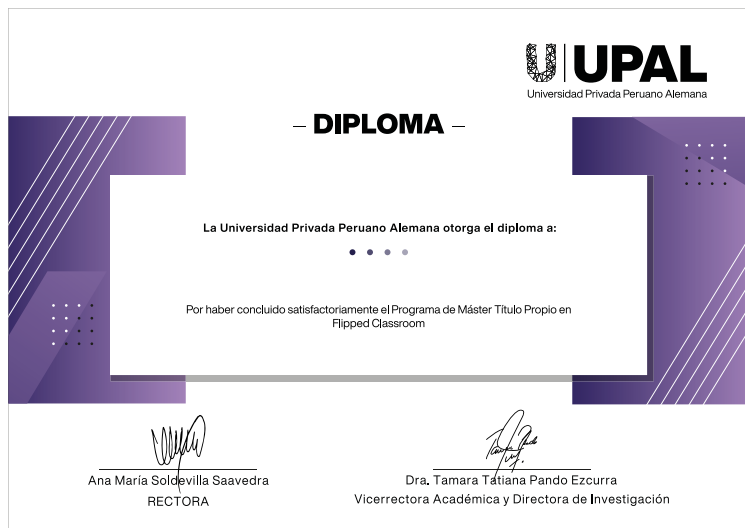 UPAL
Universidad Privada Peruano Alemana
– DIPLOMA –
La Universidad Privada Peruano Alemana otorga el diploma a:
Por haber concluido satisfactoriamente el Programa de Máster Título Propio en
Flipped Classroom
Ana María Soldevilla Saavedra
RECTORA
Dra. Tamara Tatiana Pando Ezcurra
Vicerrectora Académica y Directora de Investigación